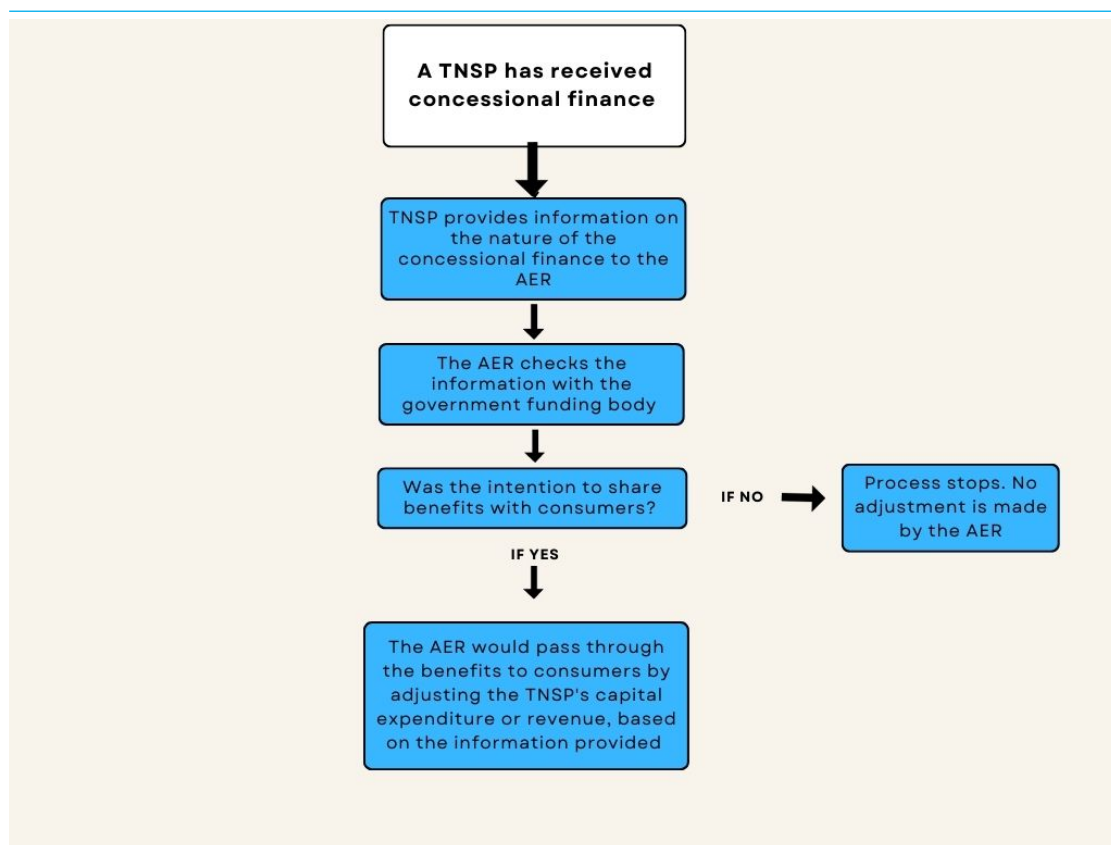 A TNSP has received
concessional finance
TNSP provides information on
the nature of the
concessional finance to the
AER
The AER checks the
information with the
government funding body
Was the intention to share
benefits with consumers?
IF NO
Process stops. No
adjustment is made
by the AER
IF YES
The AER would pass through
the benefits to consumers by
adjusting the TNSP's capital
expenditure or revenue, based
on the information provided